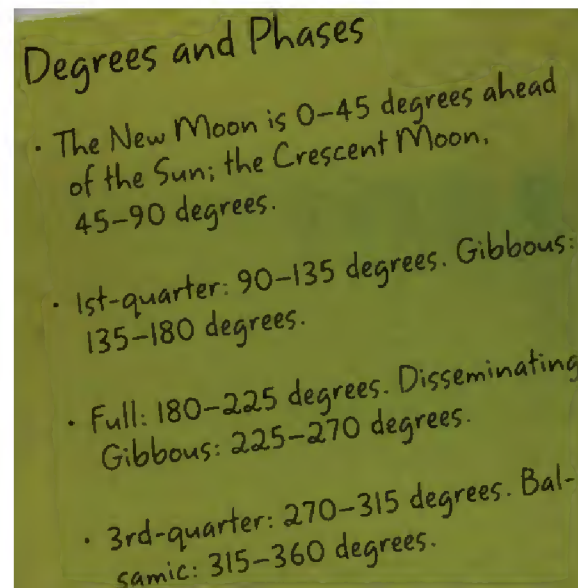 Degrees and Phases
· The New Moon is 0–45 degrees ahead
of the Sun; the Crescent Moon,
45–90 degrees.
· 1st-quarter: 90–135 degrees. Gibbous:
135–180 degrees.
· Full: 180–225 degrees. Disseminating
Gibbous: 225–270 degrees.
· 3rd-quarter: 270–315 degrees. Bal-
samic: 315–360 degrees.